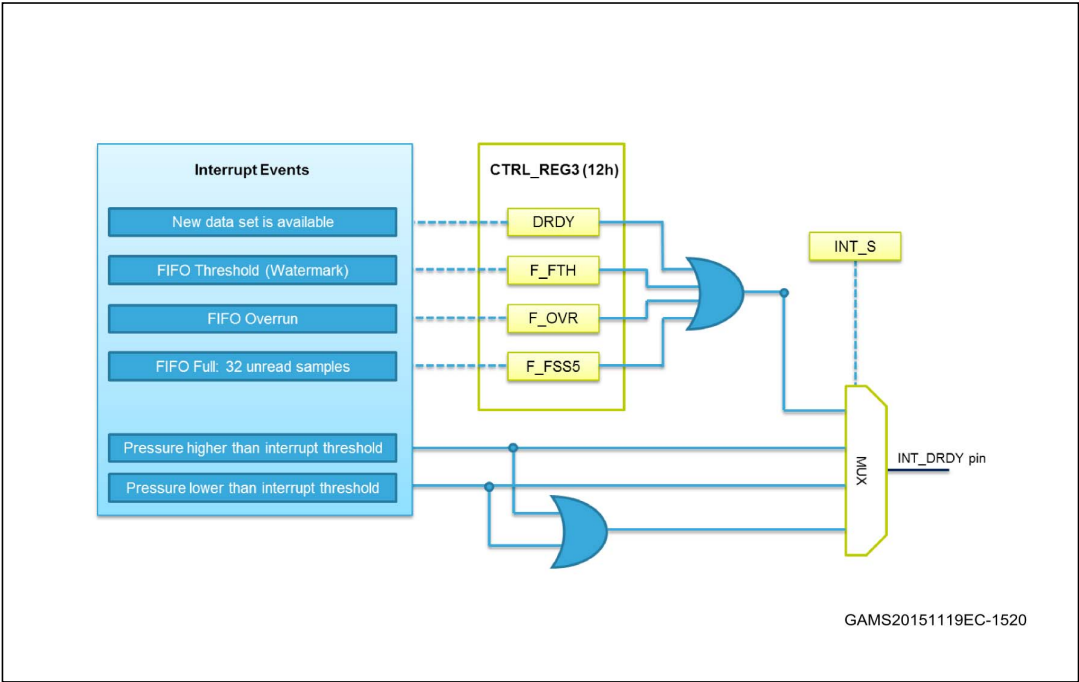 Interrupt Events
CTRL_REG3 (12h)
New data set is available
DRDY
FIFO Threshold (Watermark)
F_FTH
INT_S
FIFO Overrun
F_OVR
FIFO Full: 32 unread samples
F_FSS5
Pressure higher than interrupt threshold
Pressure lower than interrupt threshold
MUX
INT_DRDY pin
GAMS20151119EC-1520